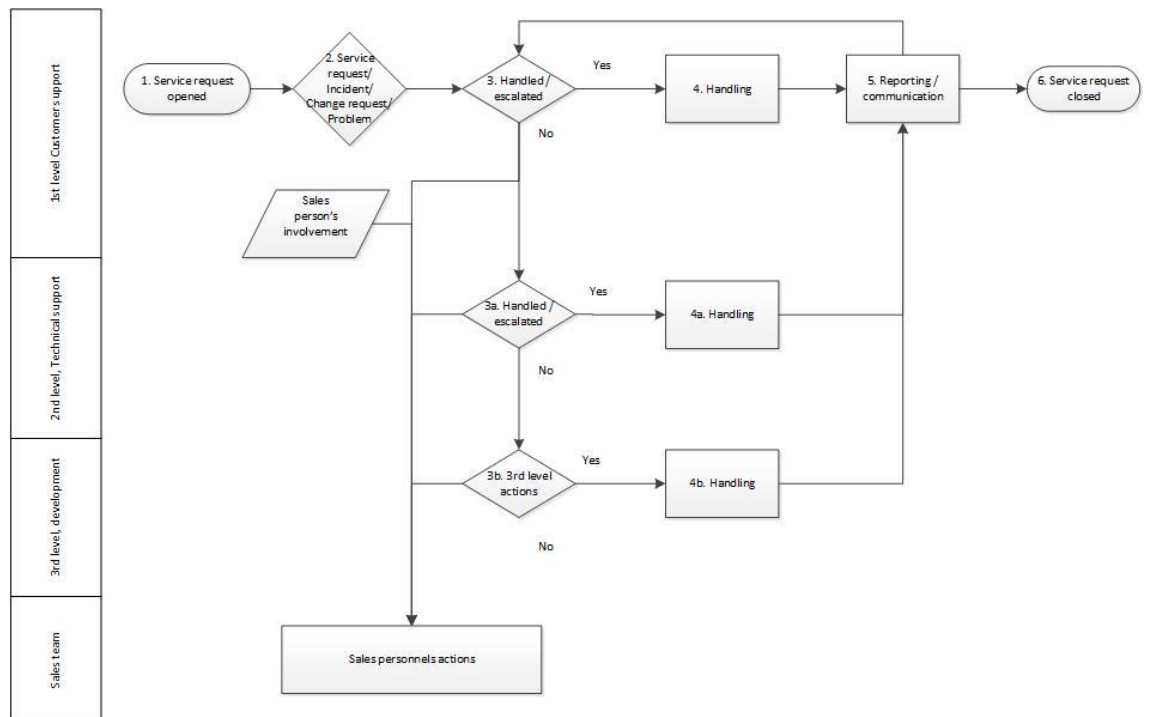 1st level Customer support
1. Service request
opened
2. Service
request/
Incident/
Change request/
Problem
3. Handled /
escalated
Yes
4. Handling
5. Reporting /
communication
6. Service request
closed
No
Sales
person's
involvement
2nd level, Technical support
3a. Handled /
escalated
Yes
4a. Handling
No
3rd level, development
3b. 3rd level
actions
Yes
4b. Handling
No
Sales team
Sales personnels actions